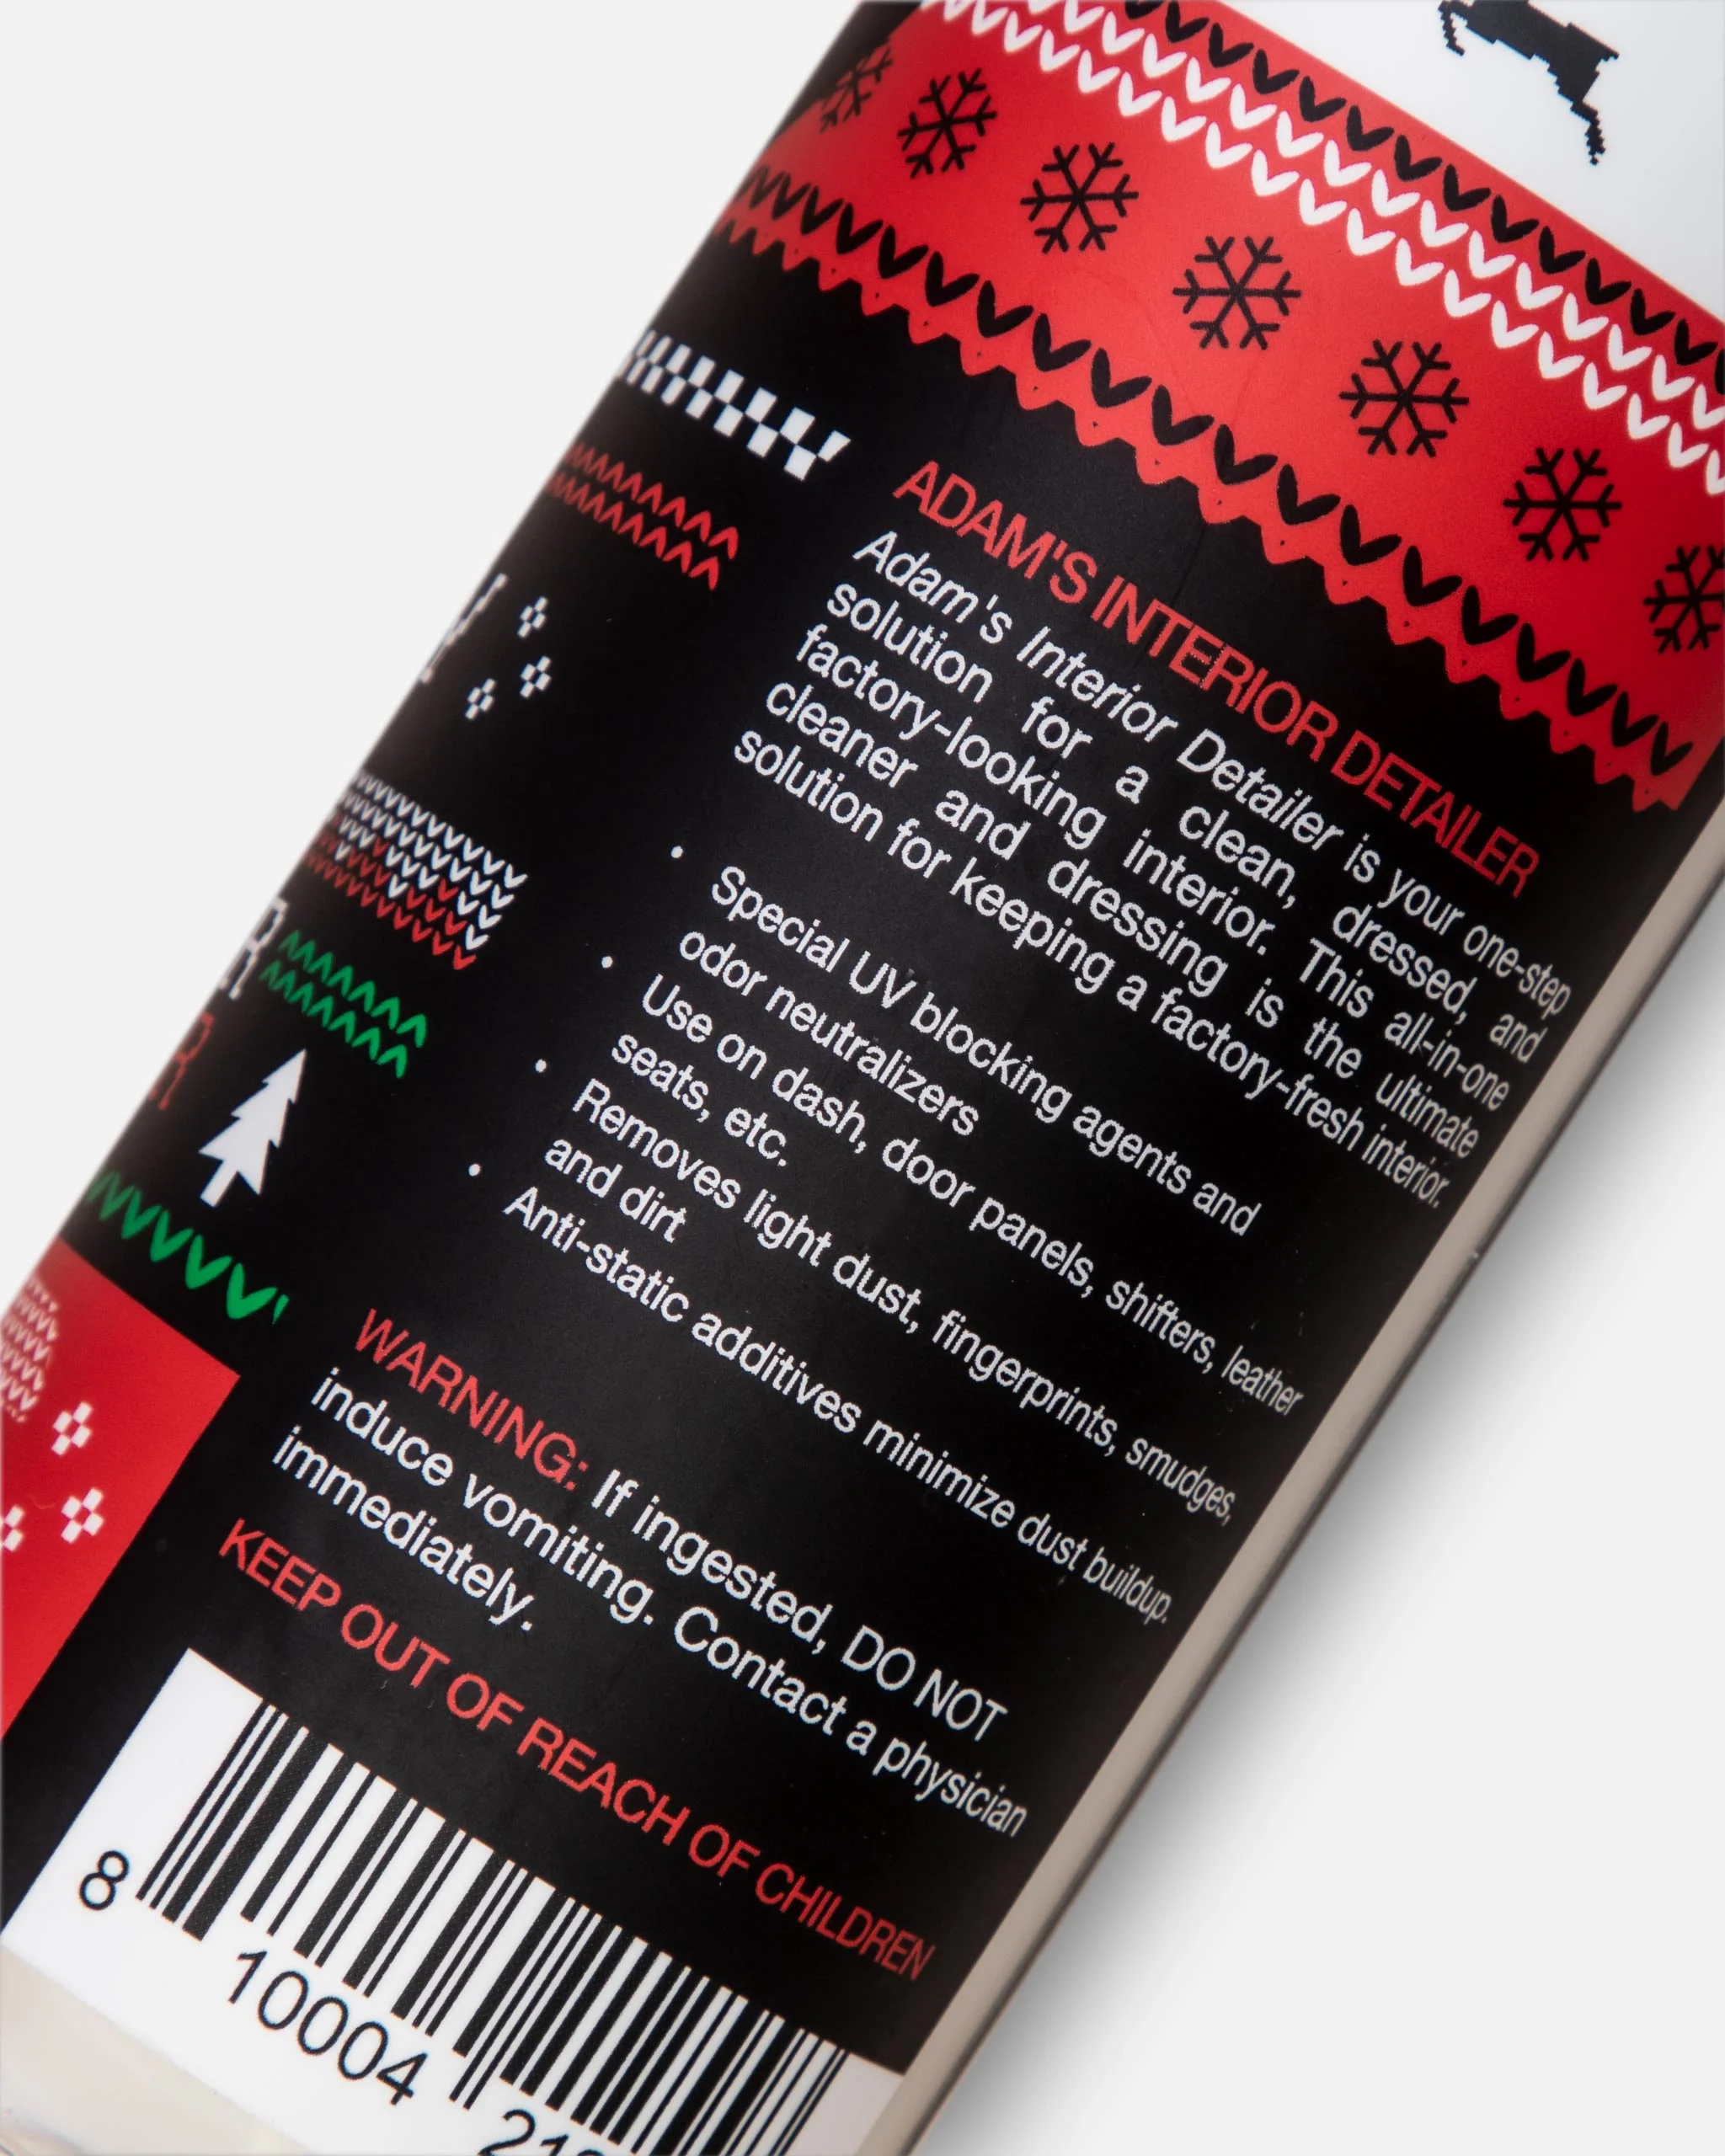 ADAM'S INTERIOR DETAILER
Adam's Interior Detailer is your one-step
solution for a clean, dressed, and
factory-looking interior. This all-in-one
cleaner and dressing is the ultimate
solution for keeping a factory-fresh interior.
• Special UV blocking agents and
odor neutralizers
• Use on dash, door panels, shifters, leather
seats, etc.
• Removes light dust, fingerprints, smudges,
and dirt
• Anti-static additives minimize dust buildup.
WARNING: If ingested, DO NOT
induce vomiting. Contact a physician
immediately.
KEEP OUT OF REACH OF CHILDREN
8 10004